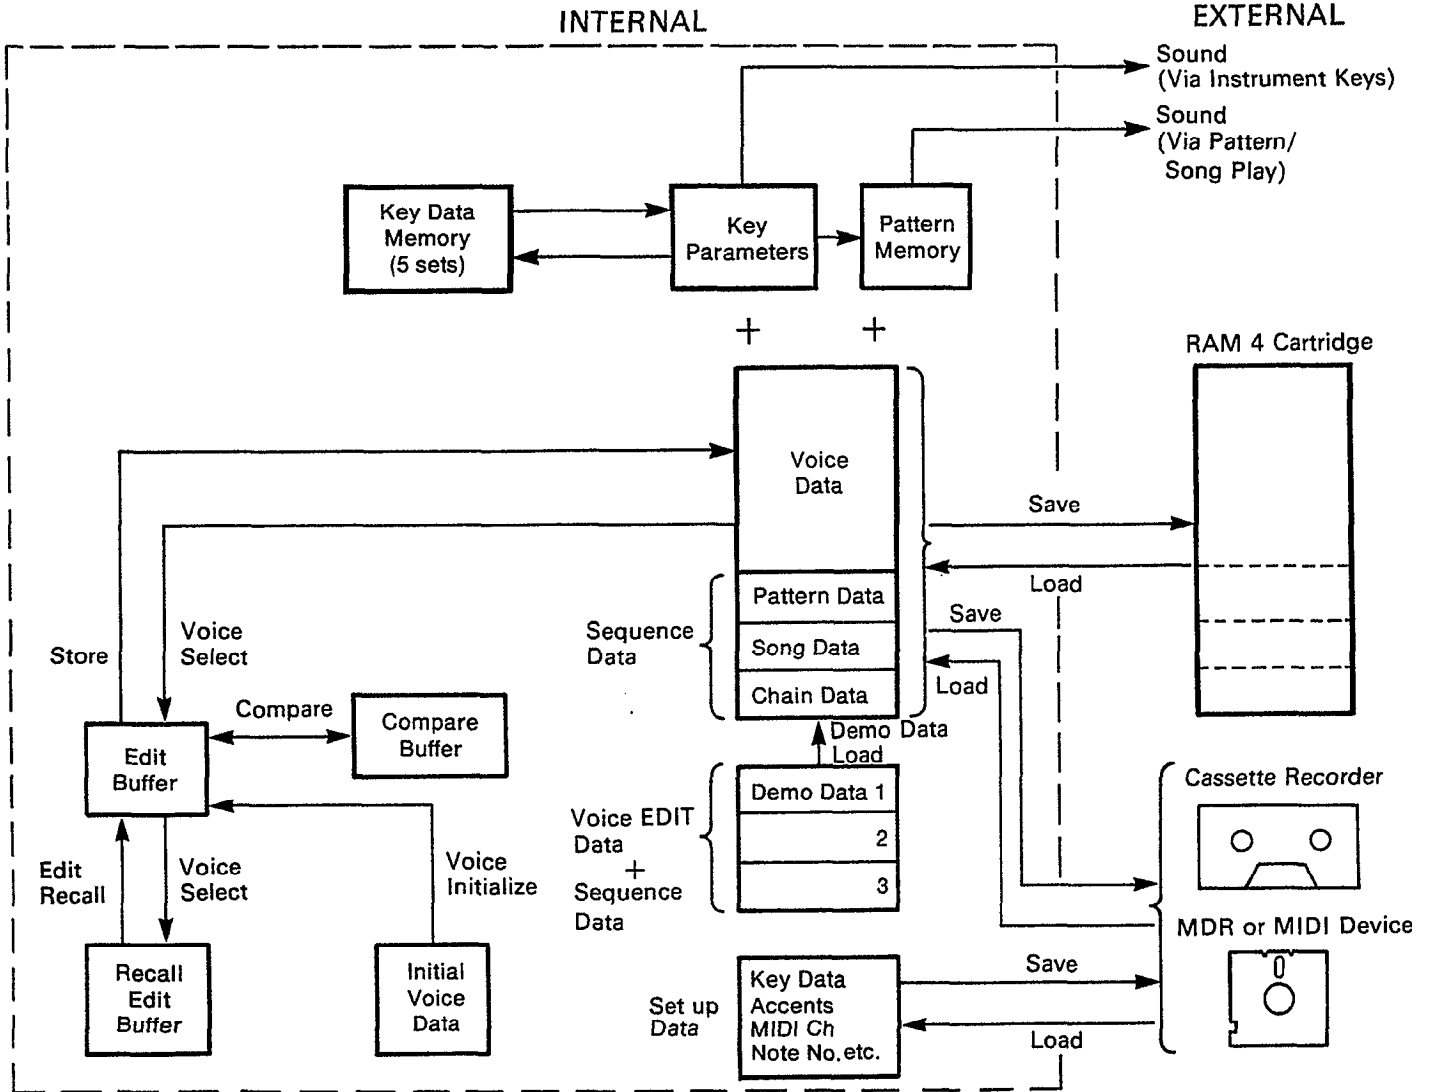 INTERNAL
EXTERNAL
Sound
(Via Instrument Keys)
Sound
(Via Pattern/
Song Play)
Key Data
Memory
(5 sets)
Key
Parameters
Pattern
Memory
+
+
RAM 4 Cartridge
Voice
Data
Save
Load
Pattern Data
Song Data
Chain Data
Sequence
Data
Save
Load
Store
Voice
Select
Compare
Compare
Buffer
Edit
Buffer
Demo Data
Load
Demo Data 1
2
3
Voice EDIT
Data
+
Sequence
Data
Cassette Recorder
Edit
Recall
Voice
Select
Voice
Initialize
MDR or MIDI Device
Recall
Edit
Buffer
Initial
Voice
Data
Set up
Data
Key Data
Accents
MIDI Ch
Note No. etc.
Save
Load